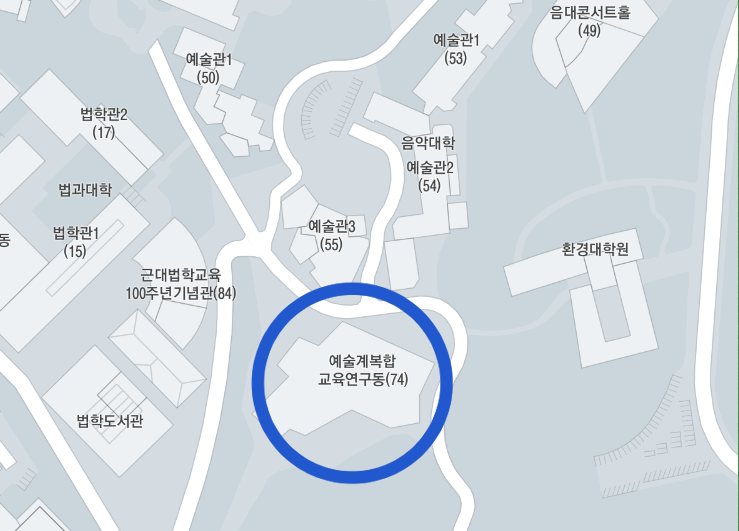 음대콘서트홀
(49)
예술관1
(53)
예술관1
(50)
법학관2
(17)
음악대학
예술관2
(54)
법과대학
예술관3
(55)
법학관1
(15)
동
환경대학원
근대법학교육
100주년기념관(84)
예술계복합
교육연구동(74)
법학도서관